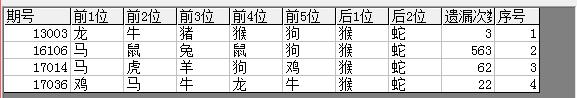 期号 前1位 前2位 前3位 前4位 前5位 后1位 后2位 遗漏次数 序号
13003 龙 牛 猪 猴 狗 猴 蛇 3 1
16106 马 鼠 兔 鼠 狗 猴 蛇 563 2
17014 马 虎 羊 狗 鸡 猴 蛇 62 3
17036 鸡 马 牛 龙 牛 猴 蛇 22 4